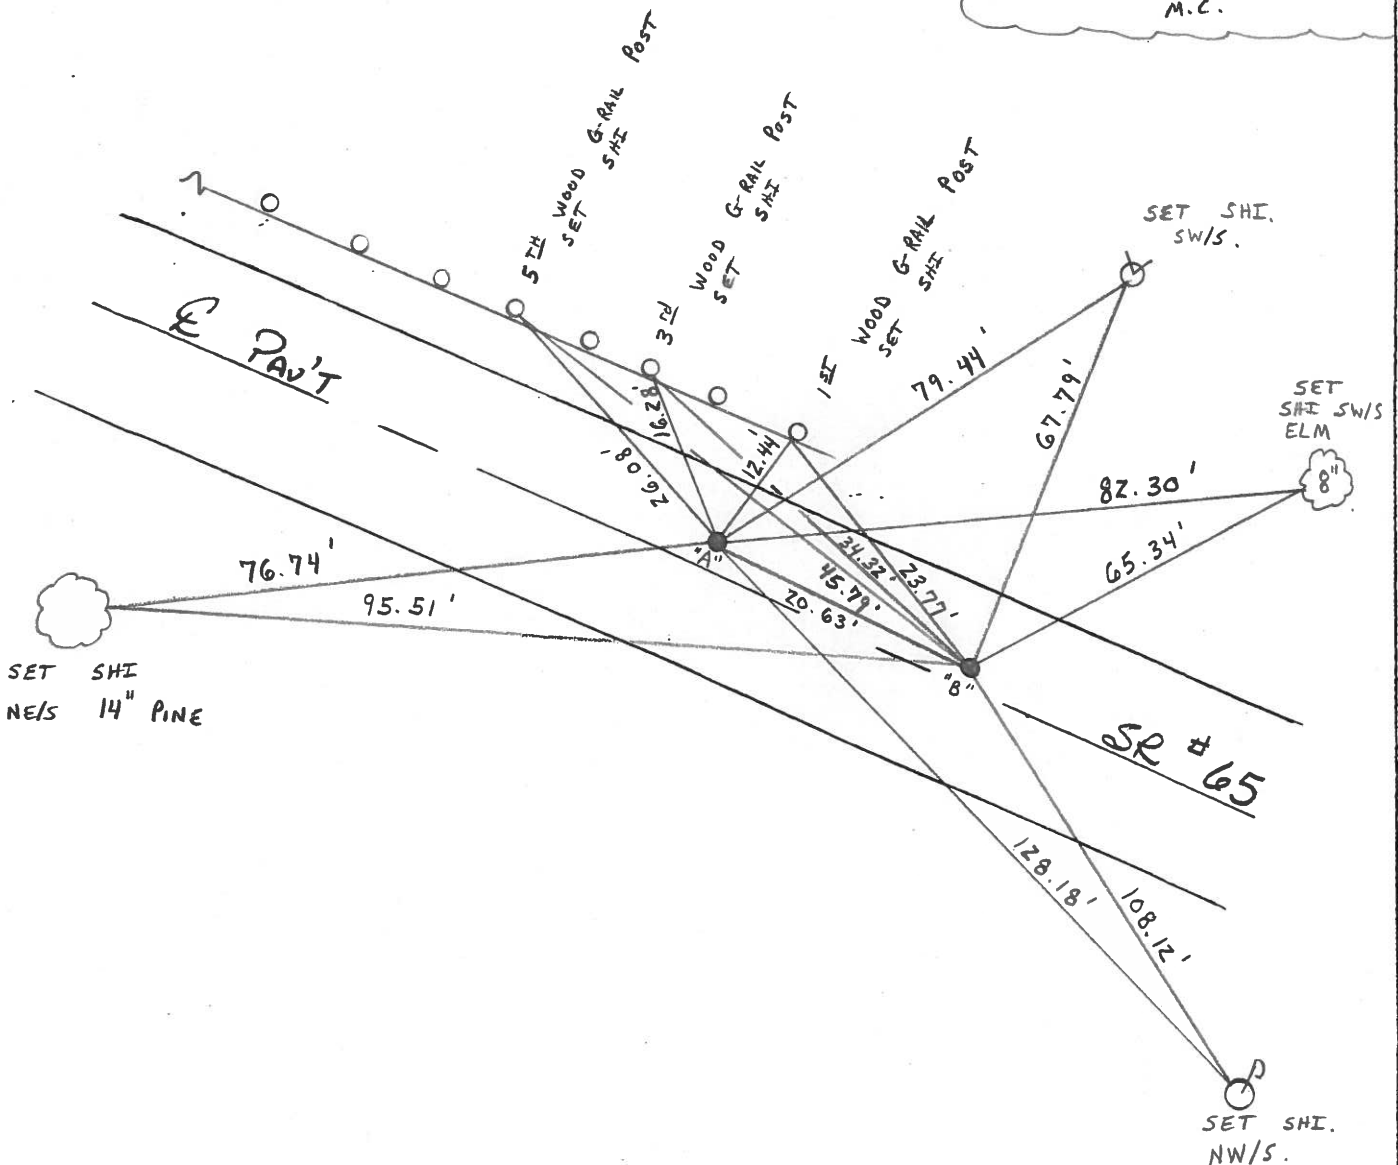 M.C.
5TH WOOD G-RAIL POST
SET SHI
3rd WOOD G-RAIL POST
SET SHI
1ST WOOD G-RAIL POST
SET SHI
SET SHI.
SW/S.
℄ PAV'T
79.44'
67.79'
SET
SHI SW/S
ELM
8"
16.28'
12.44'
26.08'
82.30'
"A"
34.32'
23.77'
45.79'
20.63'
65.34'
76.74'
95.51'
SET SHI
NE/S 14" PINE
"B"
SR #65
128.18'
108.12'
SET SHI.
NW/S.